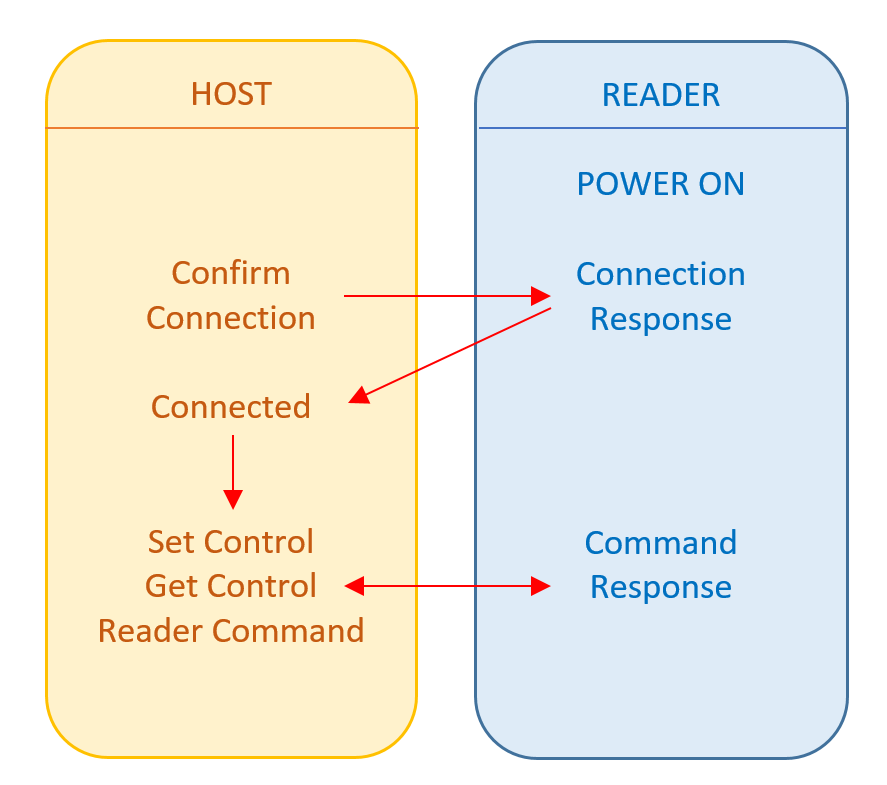 HOST
Confirm
Connection
Connected
Set Control
Get Control
Reader Command
READER
POWER ON
Connection
Response
Command
Response